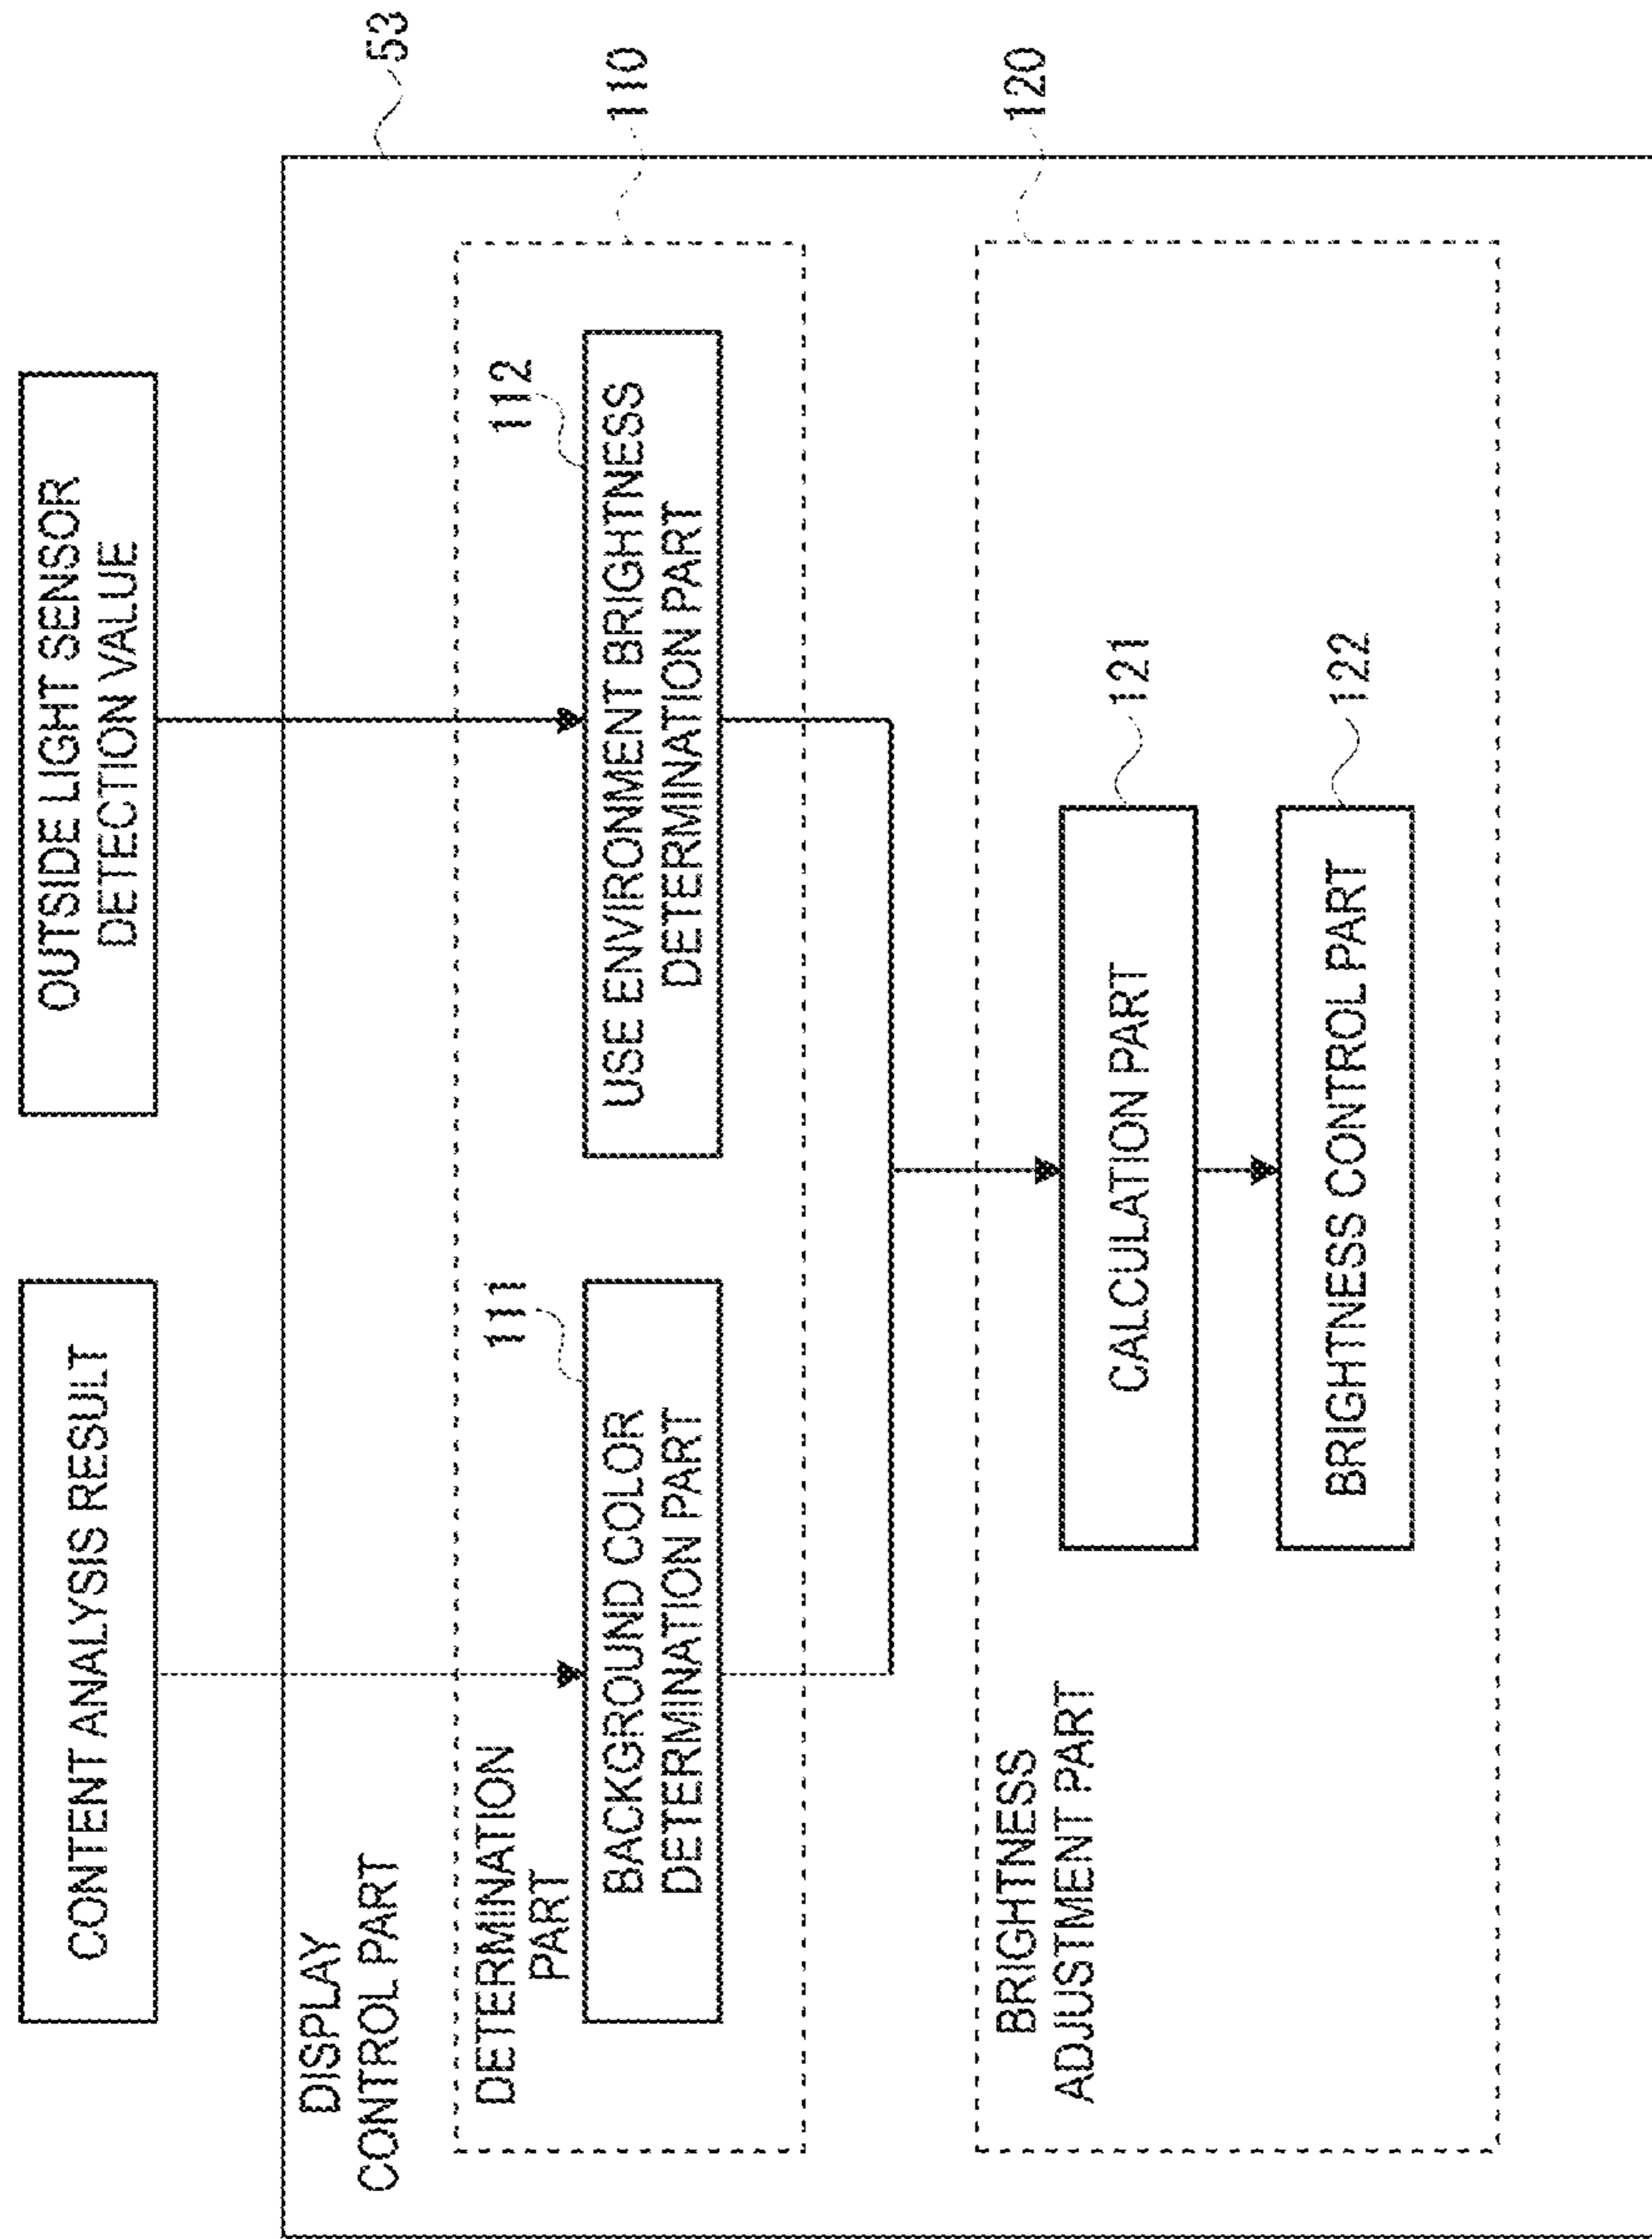 CONTENT ANALYSIS RESULT
OUTSIDE LIGHT SENSOR
DETECTION VALUE
53
DISPLAY
CONTROL PART
110
DETERMINATION
PART
111
BACKGROUND COLOR
DETERMINATION PART
112
USE ENVIRONMENT BRIGHTNESS
DETERMINATION PART
120
BRIGHTNESS
ADJUSTMENT PART
121
CALCULATION PART
122
BRIGHTNESS CONTROL PART